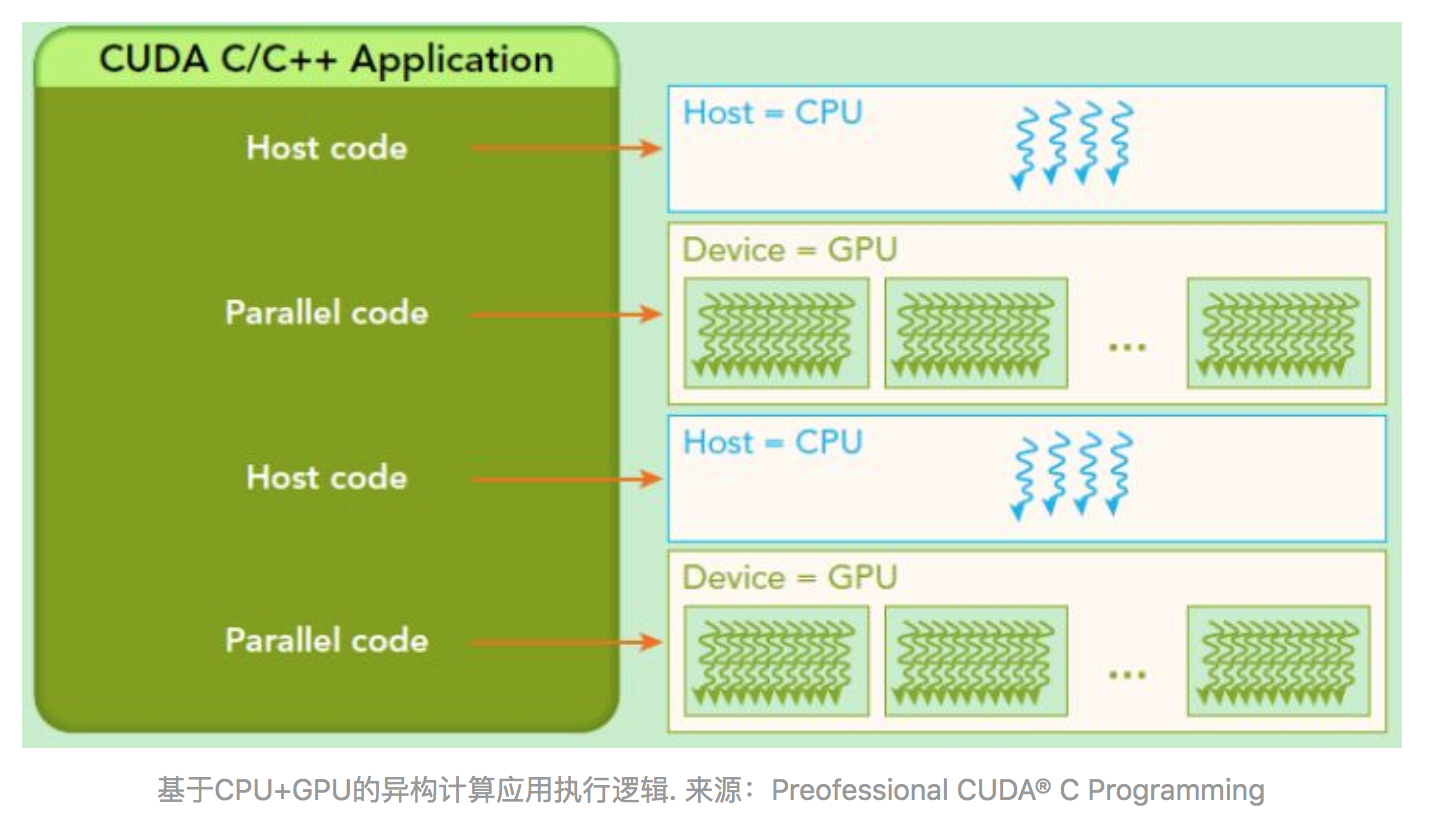 CUDA C/C++ Application
Host code
Host = CPU
Parallel code
Device = GPU
...
Host code
Host = CPU
Parallel code
Device = GPU
...
基于CPU+GPU的异构计算应用执行逻辑. 来源：Preofessional CUDA® C Programming